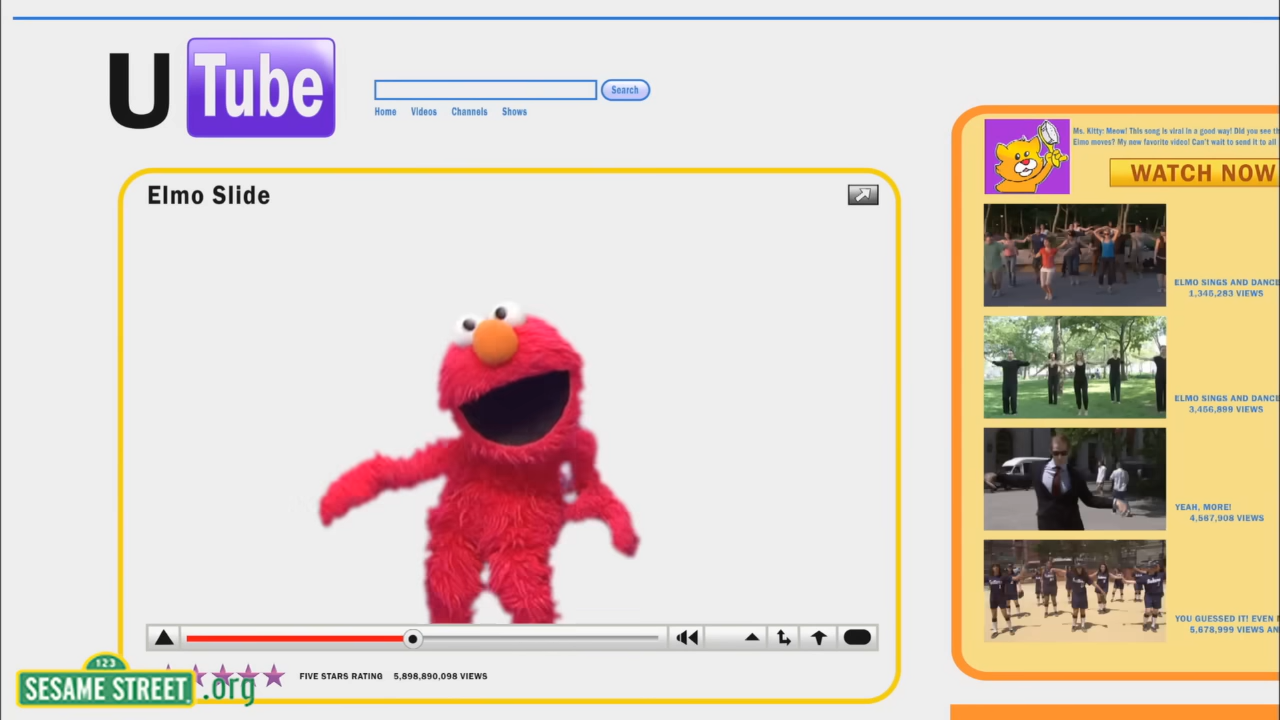 U Tube
Search
Home Videos Channels Shows
Elmo Slide
Ms. Kitty: Meow! This song is viral in a good way! Did you see th
Elmo moves? My new favorite video! Can't wait to send it to all
WATCH NOW
ELMO SINGS AND DANCE
1,345,283 VIEWS
ELMO SINGS AND DANCE
3,456,899 VIEWS
YEAH, MORE!
4,567,908 VIEWS
YOU GUESSED IT! EVEN
5,678,999 VIEWS AN
FIVE STARS RATING 5,898,890,098 VIEWS
123
SESAME STREET.org